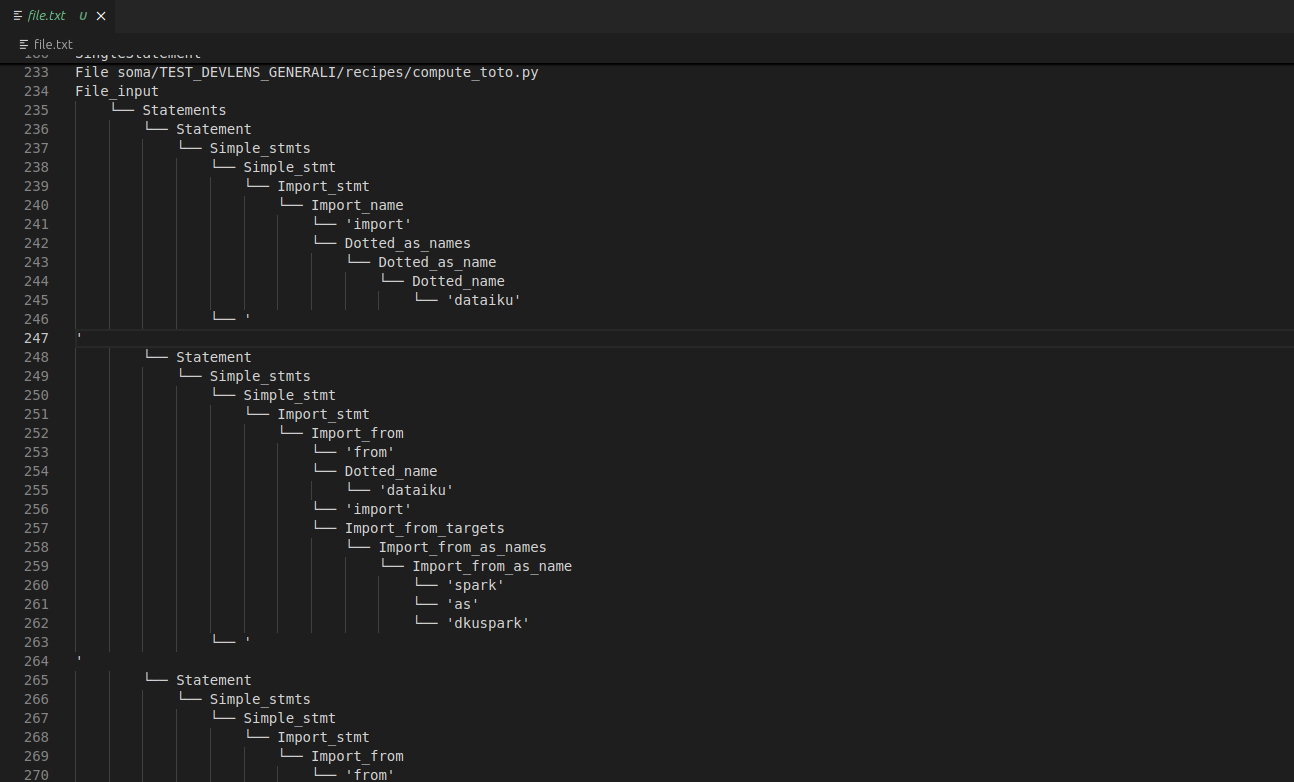 file.txt U
file.txt
233 File soma/TEST_DEVLENS_GENERALI/recipes/compute_toto.py
234 File_input
235 └── Statements
236 └── Statement
237 └── Simple_stmts
238 └── Simple_stmt
239 └── Import_stmt
240 └── Import_name
241 └── 'import'
242 └── Dotted_as_names
243 └── Dotted_as_name
244 └── Dotted_name
245 └── 'dataiku'
246 └── '
247 '
248 └── Statement
249 └── Simple_stmts
250 └── Simple_stmt
251 └── Import_stmt
252 └── Import_from
253 └── 'from'
254 └── Dotted_name
255 └── 'dataiku'
256 └── 'import'
257 └── Import_from_targets
258 └── Import_from_as_names
259 └── Import_from_as_name
260 └── 'spark'
261 └── 'as'
262 └── 'dkuspark'
263 └── '
264 '
265 └── Statement
266 └── Simple_stmts
267 └── Simple_stmt
268 └── Import_stmt
269 └── Import_from
270 └── 'from'